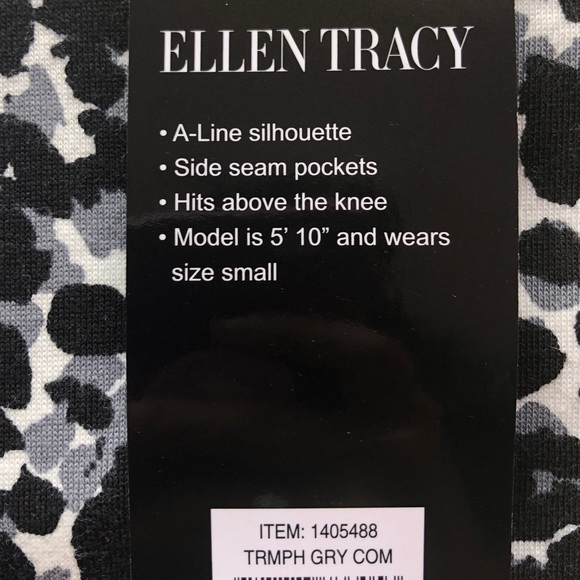 ELLEN TRACY
• A-Line silhouette
• Side seam pockets
• Hits above the knee
• Model is 5’ 10” and wears
size small
ITEM: 1405488
TRMPH GRY COM